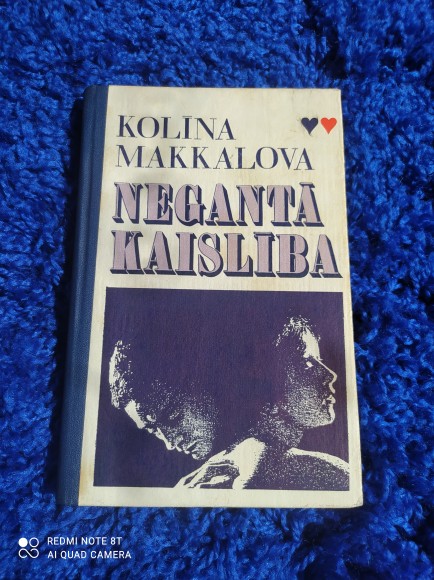 KOLĪNA
MAKKALOVA
NEGANTĀ
KAISLĪBA
REDMI NOTE 8T
AI QUAD CAMERA